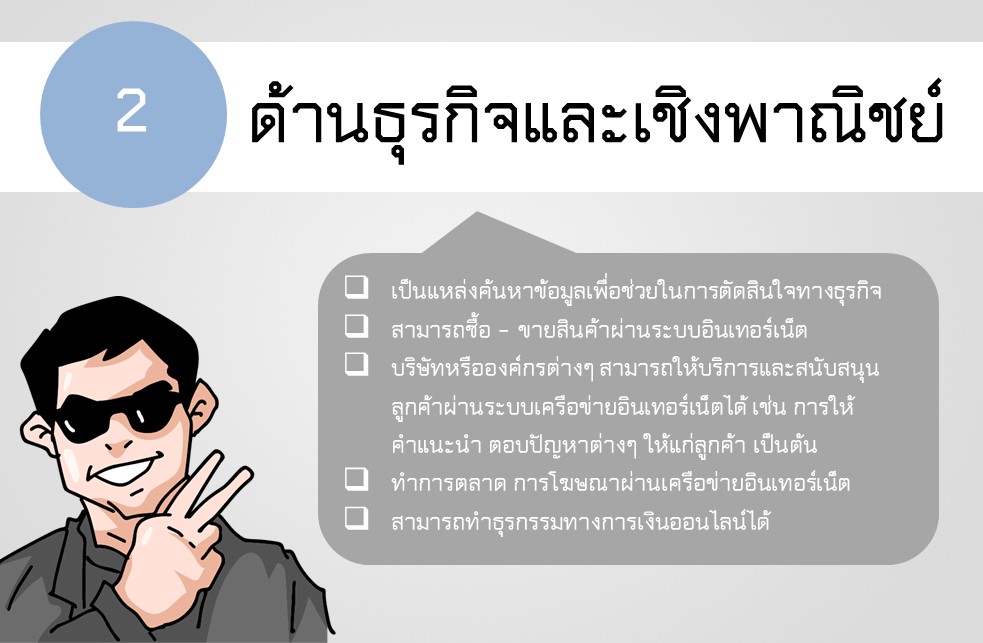 2
ด้านธุรกิจและเชิงพาณิชย์
เป็นแหล่งค้นหาข้อมูลเพื่อช่วยในการตัดสินใจทางธุรกิจ
สามารถซื้อ - ขายสินค้าผ่านระบบอินเทอร์เน็ต
บริษัทหรือองค์กรต่างๆ สามารถให้บริการและสนับสนุน
ลูกค้าผ่านระบบเครือข่ายอินเทอร์เน็ตได้ เช่น การให้
คำแนะนำ ตอบปัญหาต่างๆ ให้แก่ลูกค้า เป็นต้น
ทำการตลาด การโฆษณาผ่านเครือข่ายอินเทอร์เน็ต
สามารถทำธุรกรรมทางการเงินออนไลน์ได้